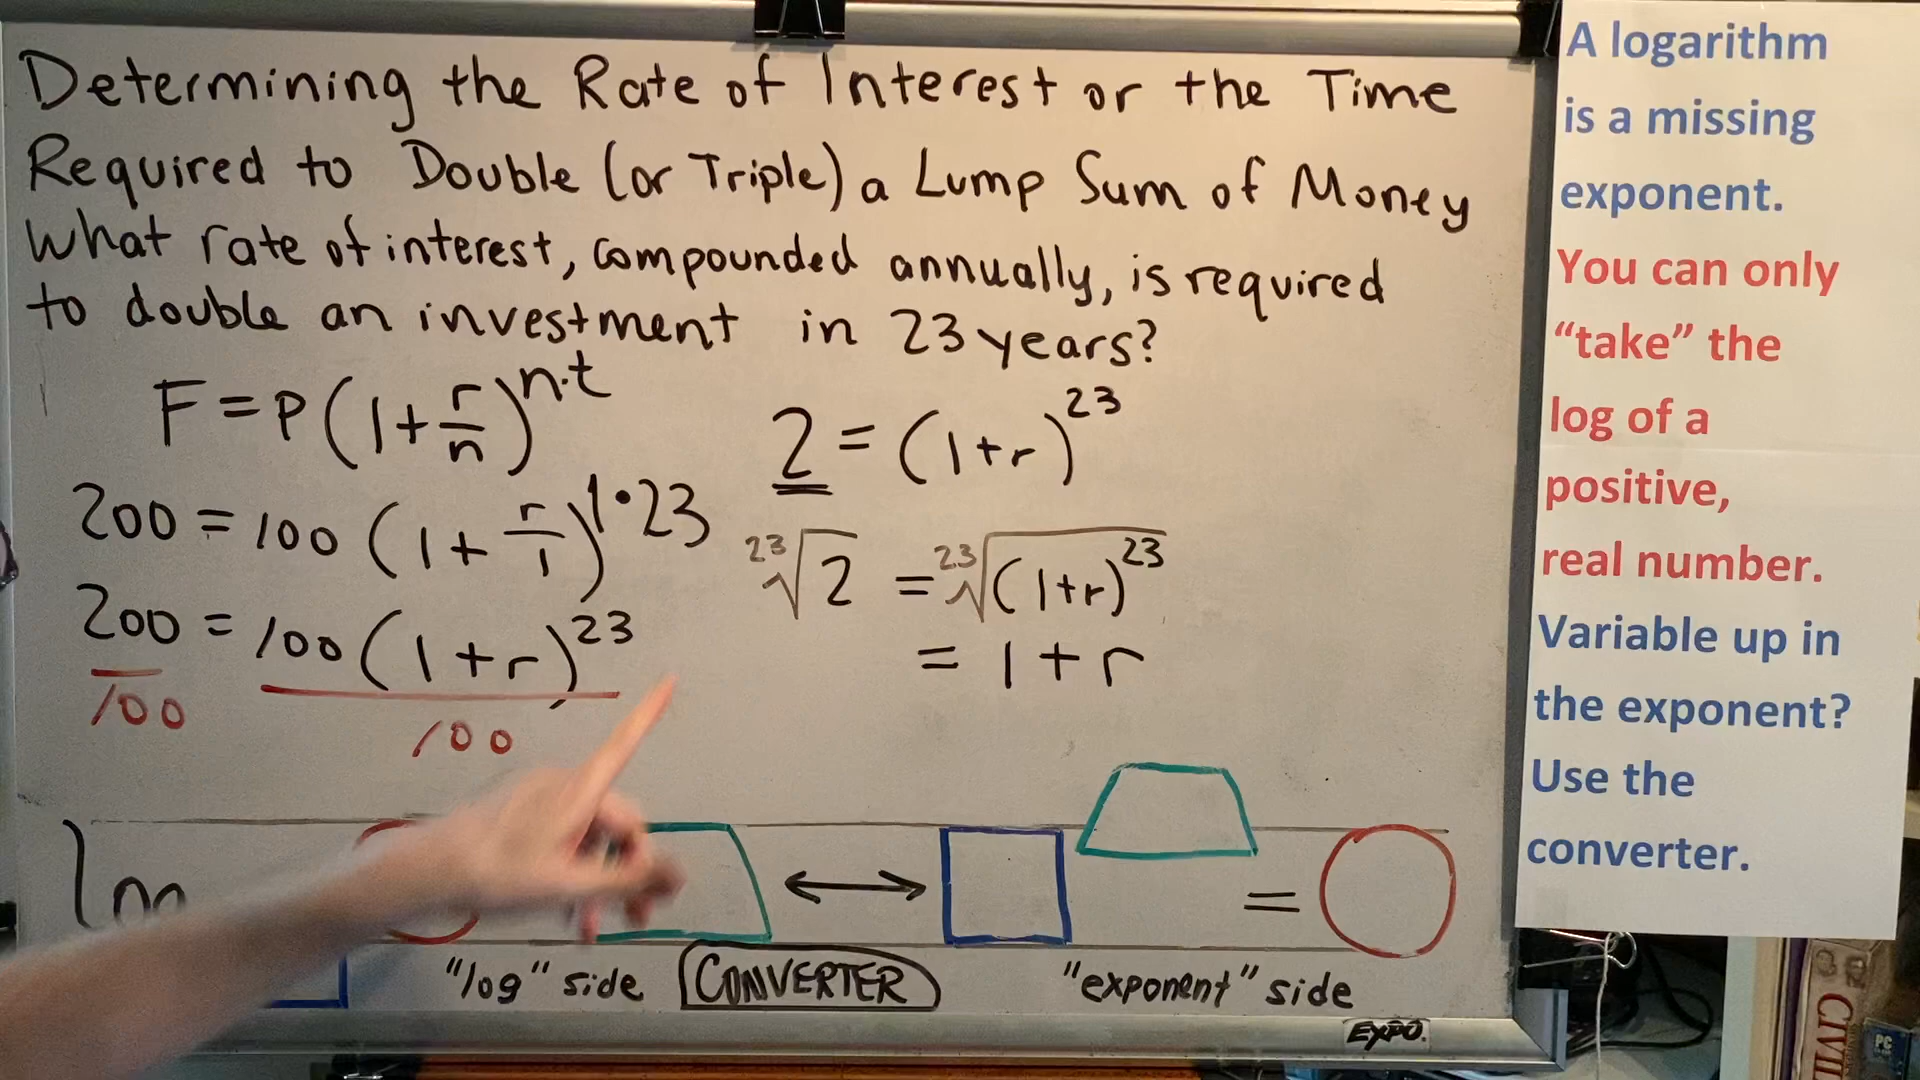 Determining the Rate of Interest or the Time
Required to Double (or Triple) a Lump Sum of Money
What rate of interest, compounded annually, is required
to double an investment in 23 years?
F = P(1 + r/n)^n·t
200 = 100(1 + r/1)^1·23
200 = 100(1 + r)^23
100 100
2 = (1+r)^23
²³√2 = ²³√(1+r)^23
= 1 + r
log
=
"log" side
CONVERTER
"exponent" side
EXPO
A logarithm
is a missing
exponent.
You can only
“take” the
log of a
positive,
real number.
Variable up in
the exponent?
Use the
converter.
PC